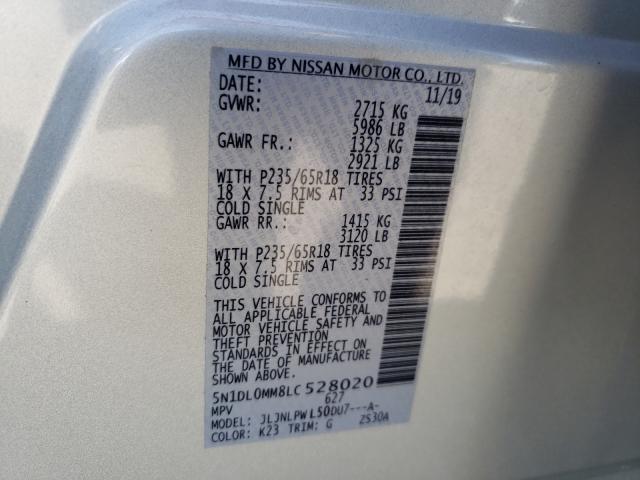 MFD BY NISSAN MOTOR CO., LTD.
DATE: 11/19
GVWR: 2715 KG
5986 LB
GAWR FR.: 1325 KG
2921 LB
WITH P235/65R18 TIRES
18 X 7.5 RIMS AT 33 PSI
COLD SINGLE
GAWR RR.: 1415 KG
3120 LB
WITH P235/65R18 TIRES
18 X 7.5 RIMS AT 33 PSI
COLD SINGLE
THIS VEHICLE CONFORMS TO
ALL APPLICABLE FEDERAL
MOTOR VEHICLE SAFETY AND
THEFT PREVENTION
STANDARDS IN EFFECT ON
THE DATE OF MANUFACTURE
SHOWN ABOVE.
5N1DL0MM8LC528020
MPV 627
MODEL: JLJNLPWL50DU7---A-
COLOR: K23 TRIM: G ZS30A